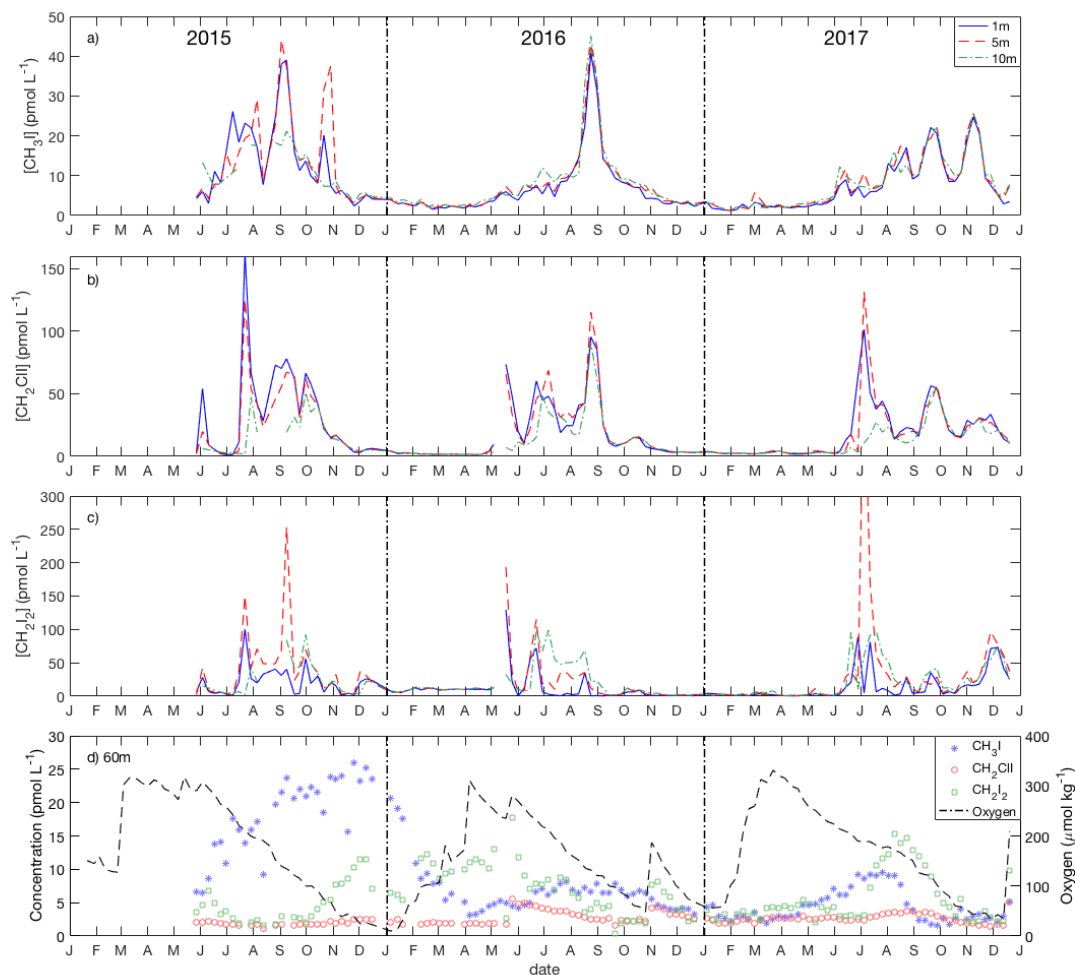 a)
2015
2016
2017
1m
5m
10m
[CH3I] (pmol L-1)
50
40
30
20
10
0
J F M A M J J A S O N D J F M A M J J A S O N D J F M A M J J A S O N D J
b)
[CH2ClI] (pmol L-1)
150
100
50
0
J F M A M J J A S O N D J F M A M J J A S O N D J F M A M J J A S O N D J
c)
[CH2I2] (pmol L-1)
300
250
200
150
100
50
0
J F M A M J J A S O N D J F M A M J J A S O N D J F M A M J J A S O N D J
d) 60m
CH3I
CH2ClI
CH2I2
Oxygen
Concentration (pmol L-1)
30
25
20
15
10
5
0
400
300
200
100
0
Oxygen (μmol kg-1)
J F M A M J J A S O N D J F M A M J J A S O N D J F M A M J J A S O N D J
date